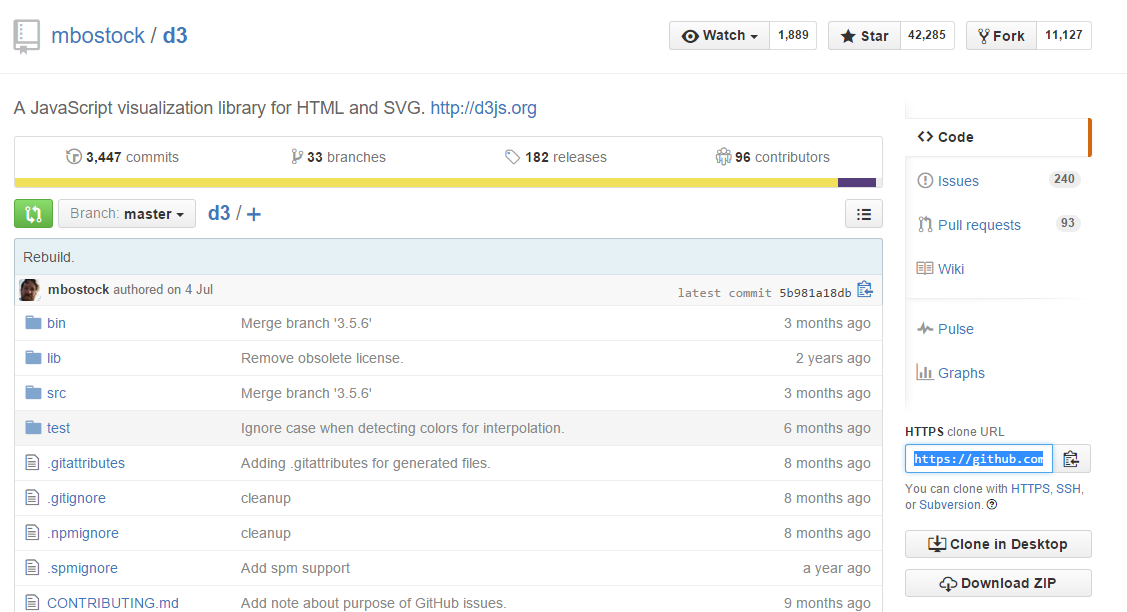 mbostock / d3
Watch 1,889 Star 42,285 Fork 11,127
A JavaScript visualization library for HTML and SVG. http://d3js.org
3,447 commits 33 branches 182 releases 96 contributors
Branch: master d3 / +
Rebuild.
mbostock authored on 4 Jul latest commit 5b981a18db
bin Merge branch '3.5.6' 3 months ago
lib Remove obsolete license. 2 years ago
src Merge branch '3.5.6' 3 months ago
test Ignore case when detecting colors for interpolation. 6 months ago
.gitattributes Adding .gitattributes for generated files. 8 months ago
.gitignore cleanup 8 months ago
.npmignore cleanup 8 months ago
.spmignore Add spm support a year ago
CONTRIBUTING.md Add note about purpose of GitHub issues. 9 months ago
Code
Issues 240
Pull requests 93
Wiki
Pulse
Graphs
HTTPS clone URL
https://github.com
You can clone with HTTPS, SSH,
or Subversion. ?
Clone in Desktop
Download ZIP